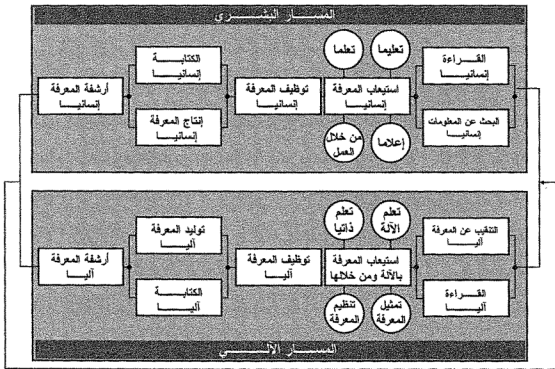 المسار البشري
القراءة
إنسانيا
البحث عن المعلومات
إنسانيا
تعليما
تعلما
استيعاب المعرفة
إنسانيا
إعلاما
من خلال
العمل
توظيف المعرفة
إنسانيا
الكتابة
إنسانيا
إنتاج المعرفة
إنسانيا
أرشفة المعرفة
إنسانيا
التنقيب عن المعرفة
آليا
القراءة
آليا
تعلم
الآلة
تعلم
ذاتيا
استيعاب المعرفة
بالآلة ومن خلالها
تمثيل
المعرفة
تنظيم
المعرفة
توظيف المعرفة
آليا
توليد المعرفة
آليا
الكتابة
آليا
أرشفة المعرفة
آليا
المسار الآلي